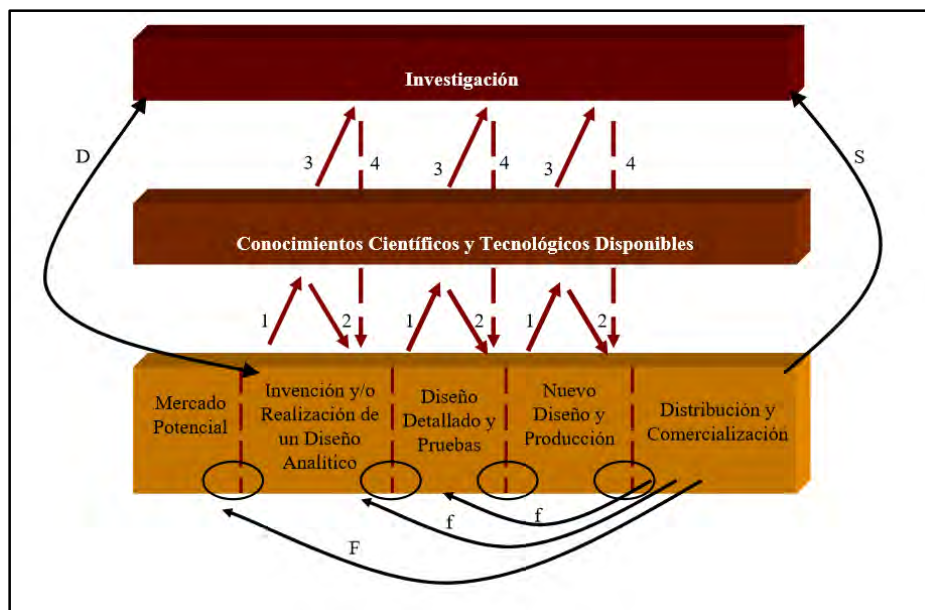 Investigación
D
S
3
4
3
4
3
4
Conocimientos Científicos y Tecnológicos Disponibles
1
2
1
2
1
2
Mercado
Potencial
Invención y/o
Realización de
un Diseño
Analitico
Diseño
Detallado y
Pruebas
Nuevo
Diseño y
Producción
Distribución y
Comercialización
f
f
F